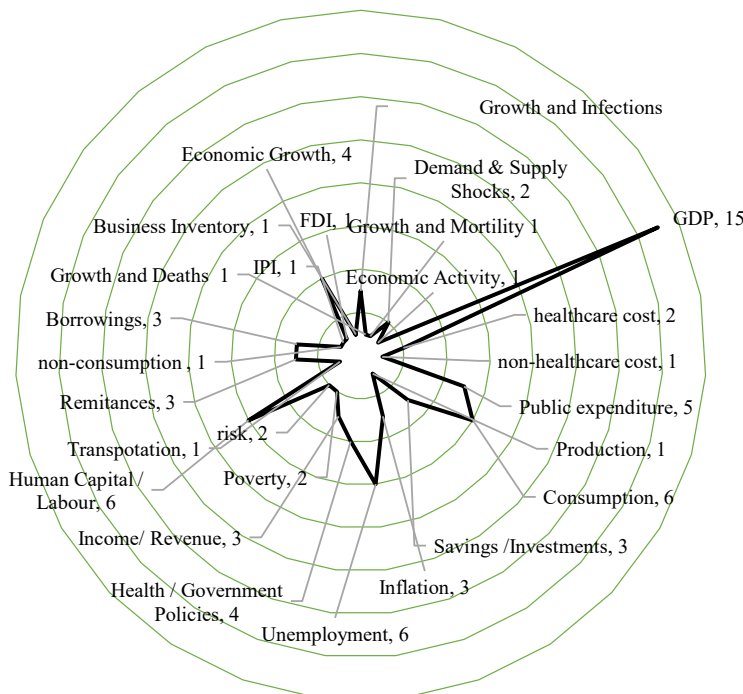 Growth and Infections
Economic Growth, 4
Demand & Supply
Shocks, 2
GDP, 15
Business Inventory, 1
FDI, 1
Growth and Mortility 1
Growth and Deaths 1
IPI, 1
Economic Activity, 1
Borrowings, 3
healthcare cost, 2
non-consumption , 1
non-healthcare cost, 1
Remitances, 3
Public expenditure, 5
Transpotation, 1
risk, 2
Production, 1
Human Capital /
Labour, 6
Poverty, 2
Consumption, 6
Income/ Revenue, 3
Savings /Investments, 3
Health / Government
Policies, 4
Inflation, 3
Unemployment, 6